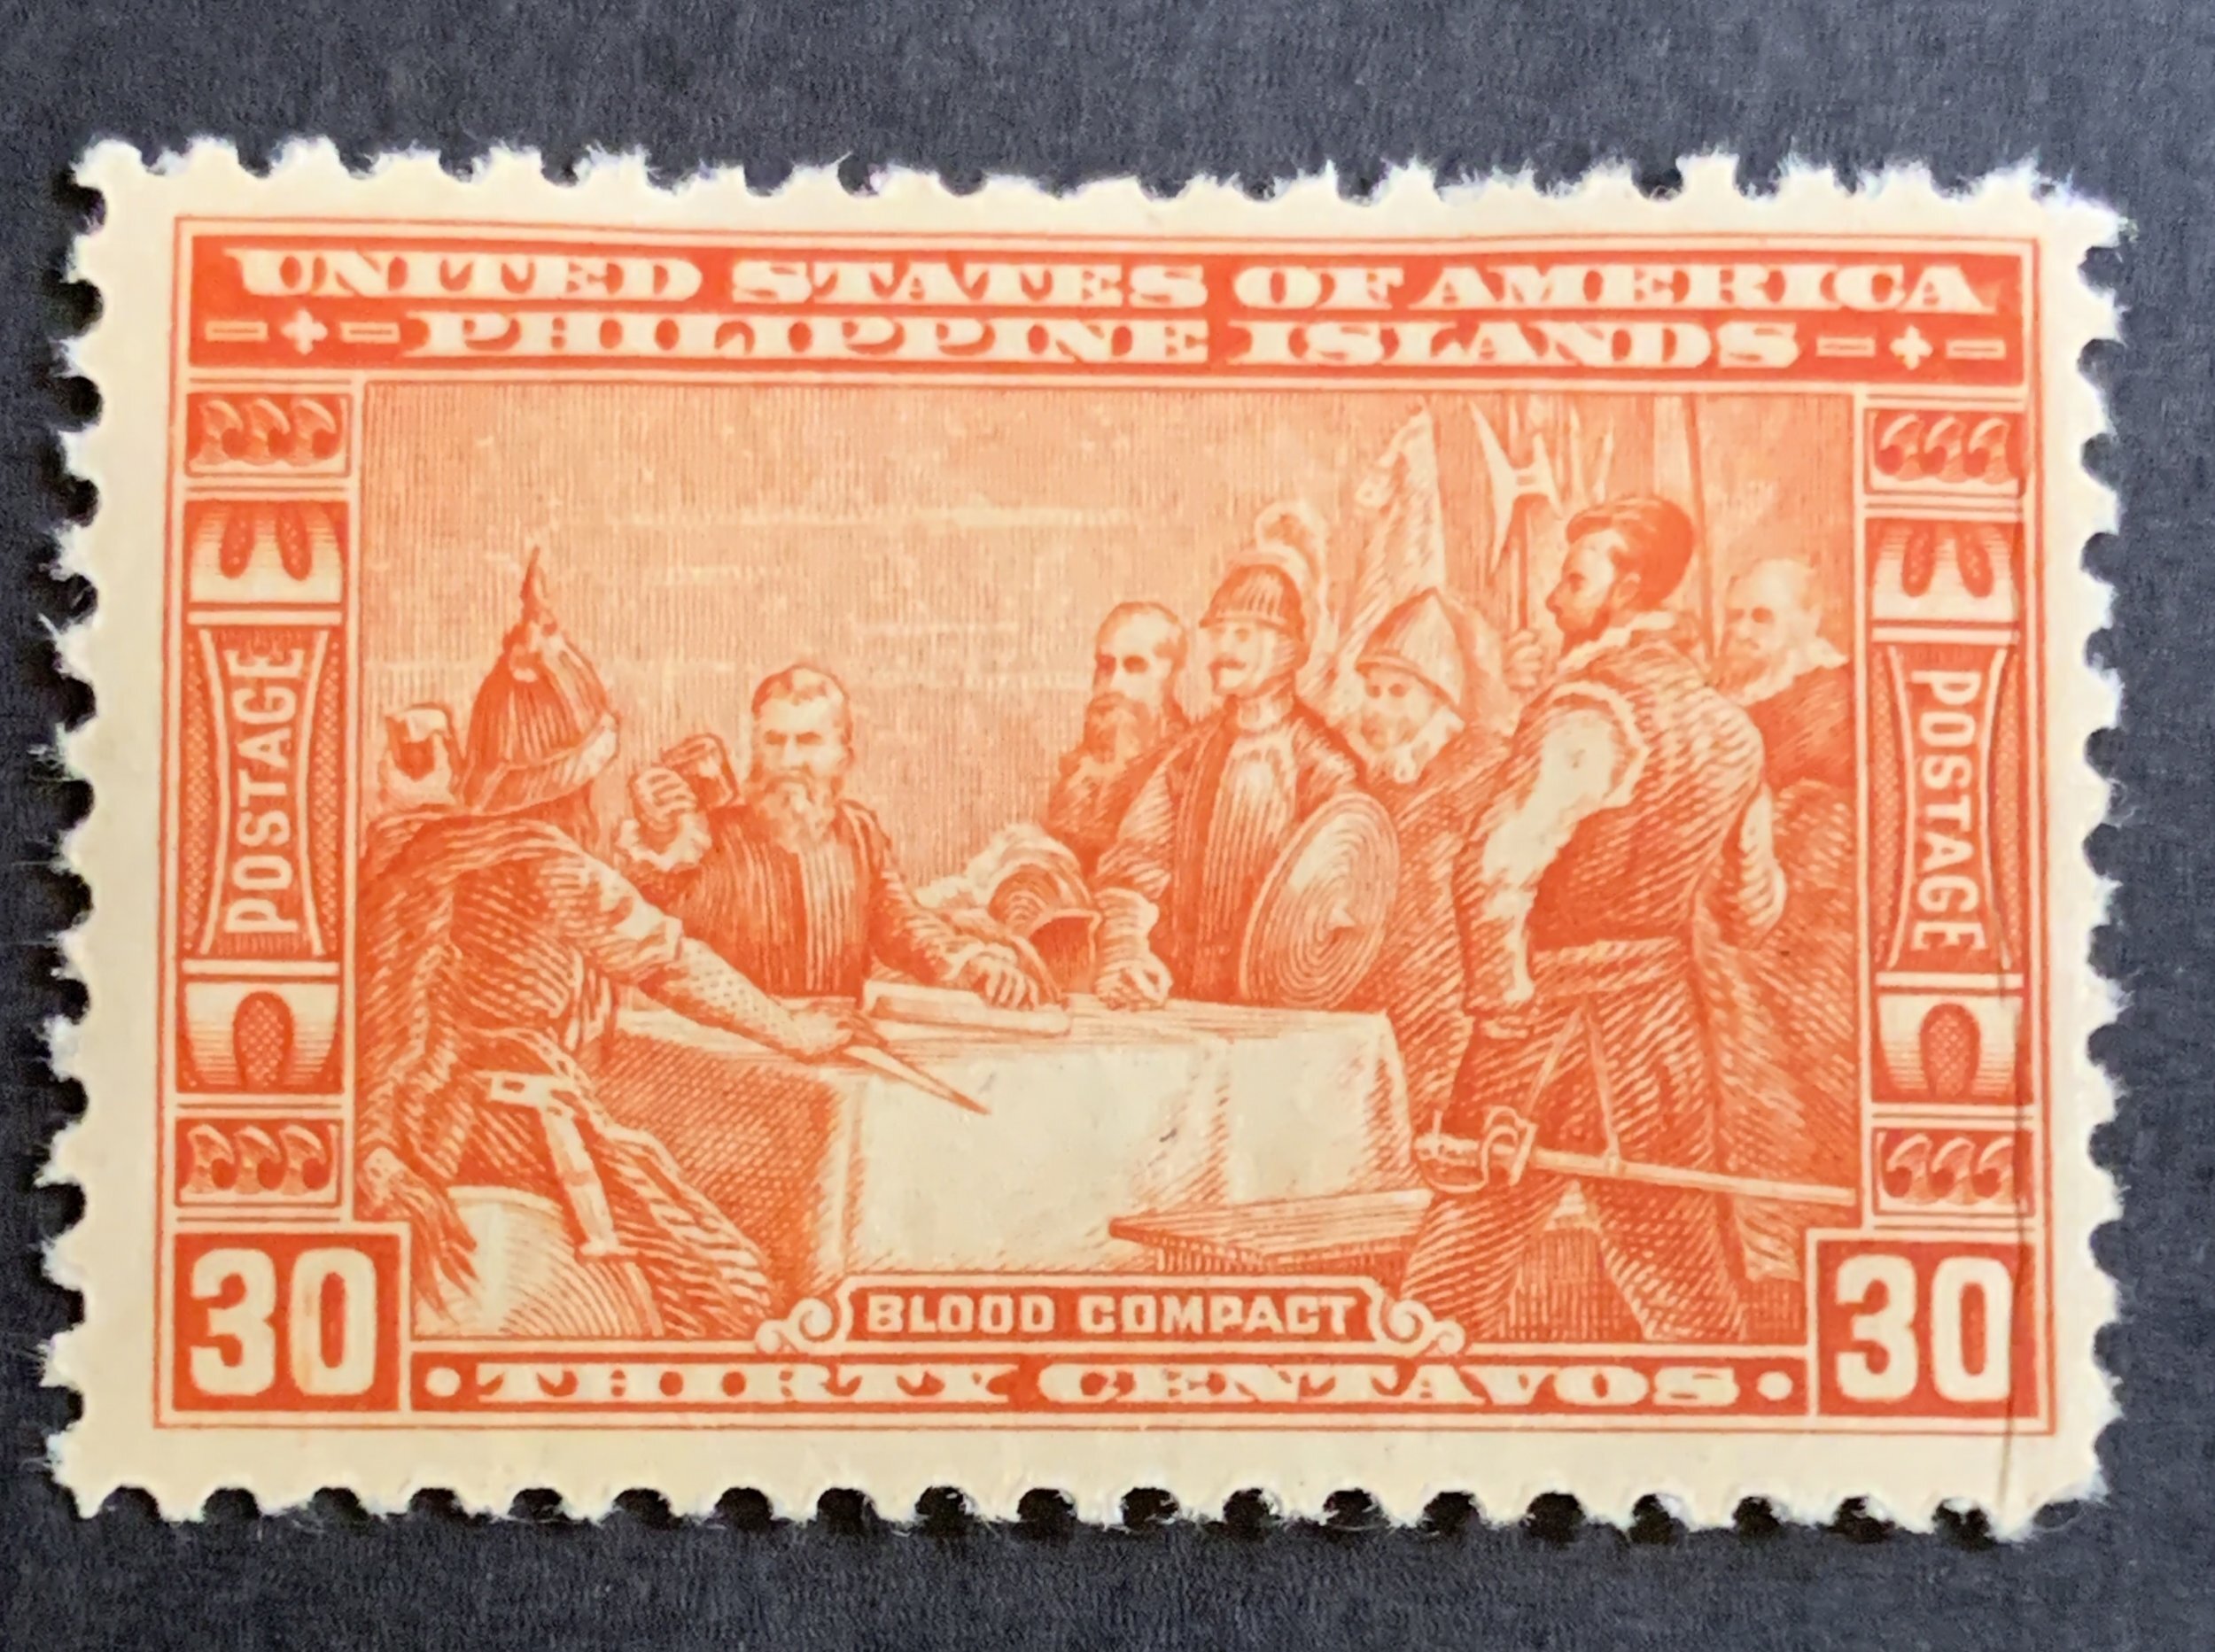 UNITED STATES OF AMERICA
PHILIPPINE ISLANDS
POSTAGE
POSTAGE
BLOOD COMPACT
30
THIRTY CENTAVOS
30